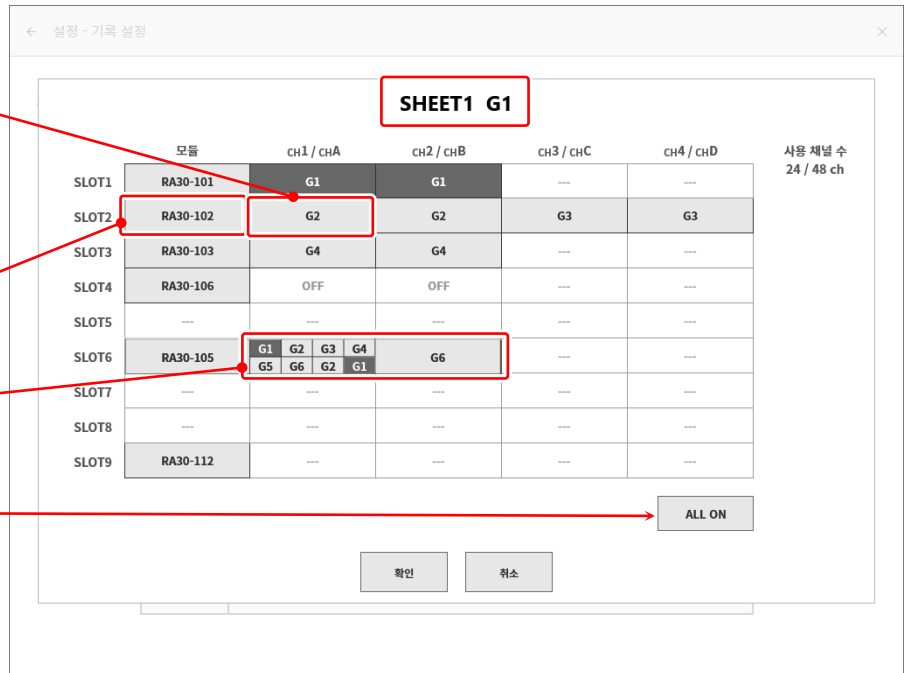 ← 설정 - 기록 설정 ×
SHEET1 G1
모듈 CH1 / CHA CH2 / CHB CH3 / CHC CH4 / CHD 사용 채널 수
24 / 48 ch
SLOT1 RA30-101 G1 G1 --- ---
SLOT2 RA30-102 G2 G2 G3 G3
SLOT3 RA30-103 G4 G4 --- ---
SLOT4 RA30-106 OFF OFF --- ---
SLOT5 --- --- --- --- ---
SLOT6 RA30-105 G1 G2 G3 G4 G6 --- ---
G5 G6 G2 G1
SLOT7 --- --- --- --- ---
SLOT8 --- --- --- --- ---
SLOT9 RA30-112 --- --- --- ---
ALL ON
확인 취소